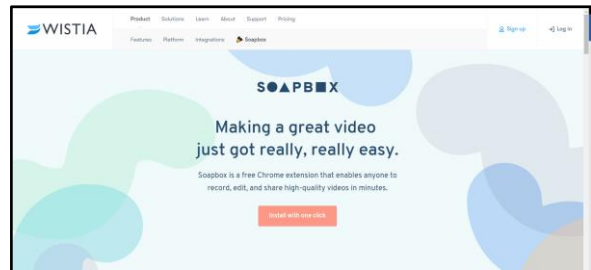 WISTIA
Product Solutions Learn About Support Pricing
Features Platform Integrations Soapbox
Sign up Log in
SOAPBOX
Making a great video
just got really, really easy.
Soapbox is a free Chrome extension that enables anyone to
record, edit, and share high-quality videos in minutes.
Install with one click